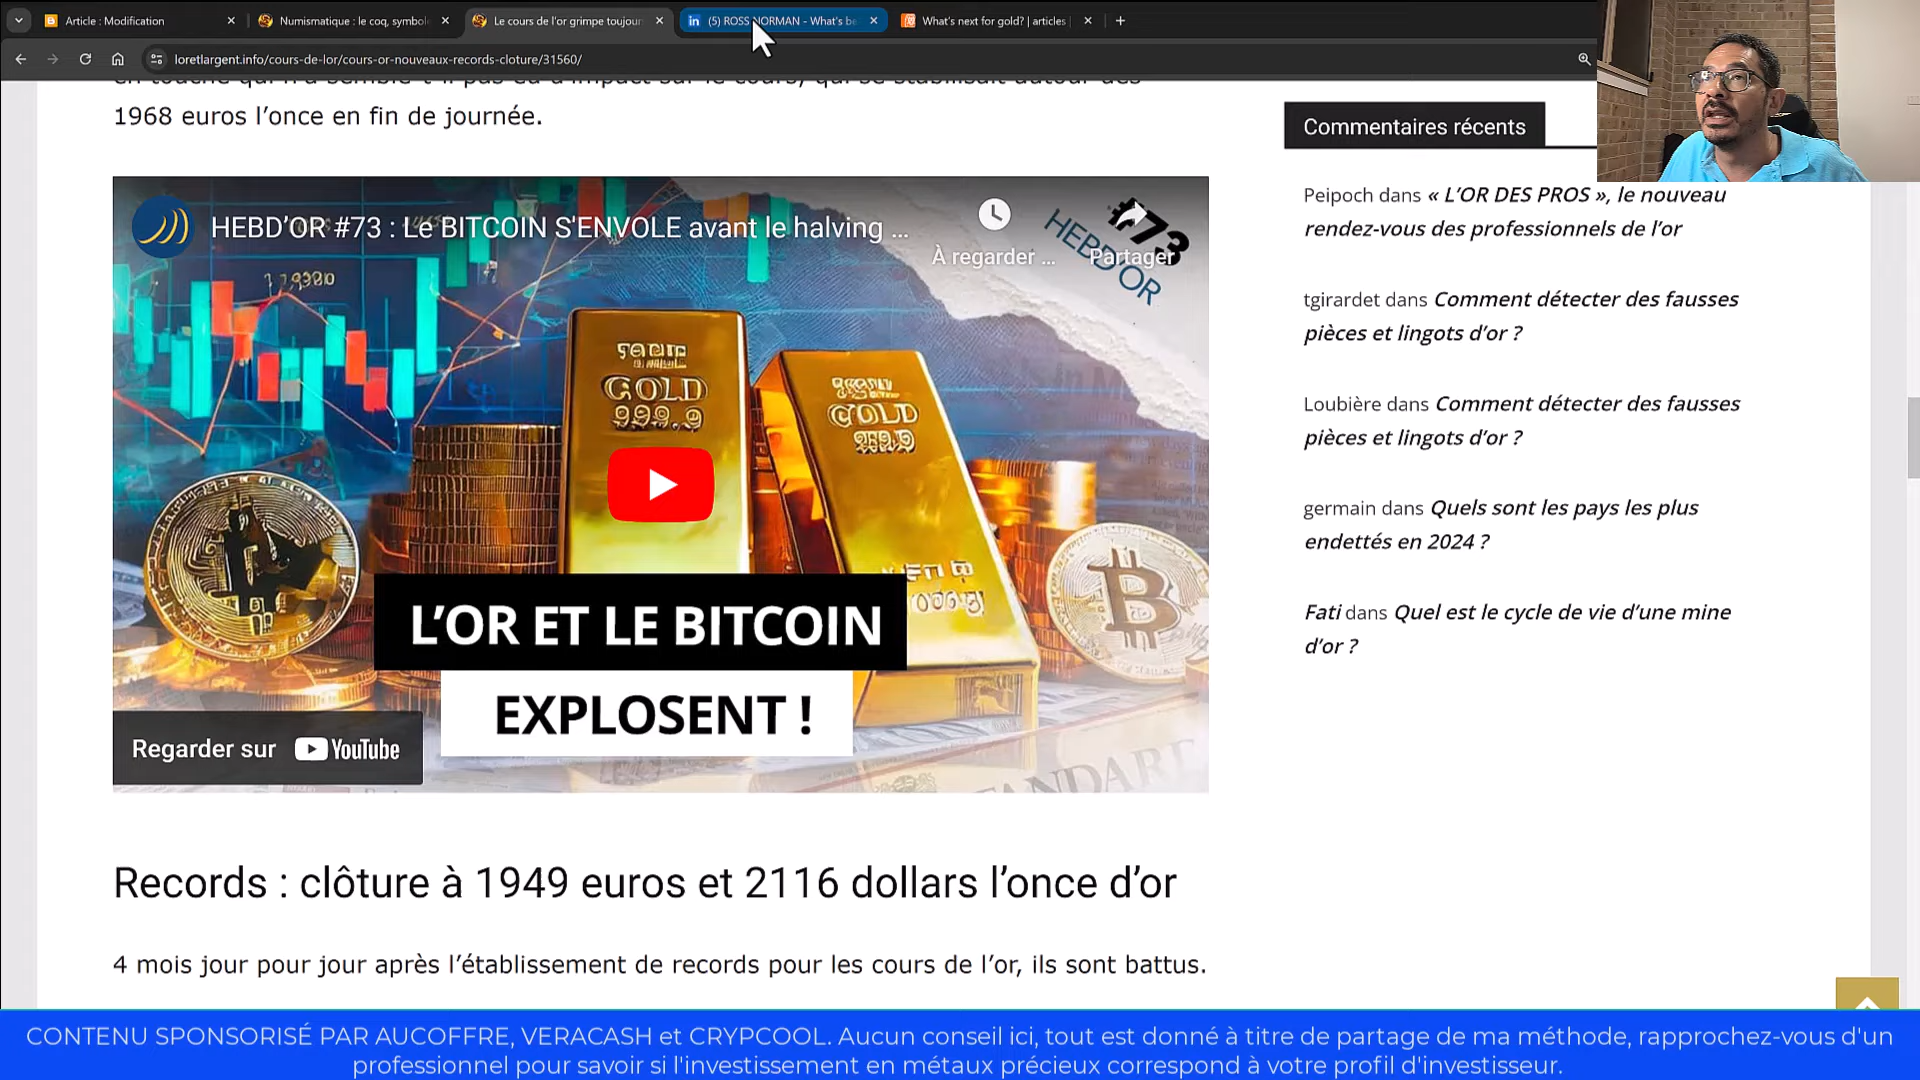 Article : Modification
Numismatique : le coq, symbole
Le cours de l'or grimpe toujour
(5) ROSS NORMAN - What's be
What's next for gold? | articles
loretlargent.info/cours-de-lor/cours-or-nouveaux-records-cloture/31560/
1968 euros l'once en fin de journée.
HEBD'OR #73 : Le BITCOIN S'ENVOLE avant le halving ...
À regarder ...
Partager
#73
HEBD'OR
GOLD
999.9
GOLD
L'OR ET LE BITCOIN
EXPLOSENT !
Regarder sur YouTube
Records : clôture à 1949 euros et 2116 dollars l'once d'or
4 mois jour pour jour après l'établissement de records pour les cours de l'or, ils sont battus.
Commentaires récents
Peipoch dans « L'OR DES PROS », le nouveau
rendez-vous des professionnels de l'or
tgirardet dans Comment détecter des fausses
pièces et lingots d'or ?
Loubière dans Comment détecter des fausses
pièces et lingots d'or ?
germain dans Quels sont les pays les plus
endettés en 2024 ?
Fati dans Quel est le cycle de vie d'une mine
d'or ?
CONTENU SPONSORISÉ PAR AUCOFFRE, VERACASH et CRYPCOOL. Aucun conseil ici, tout est donné à titre de partage de ma méthode, rapprochez-vous d'un
professionnel pour savoir si l'investissement en métaux précieux correspond à votre profil d'investisseur.